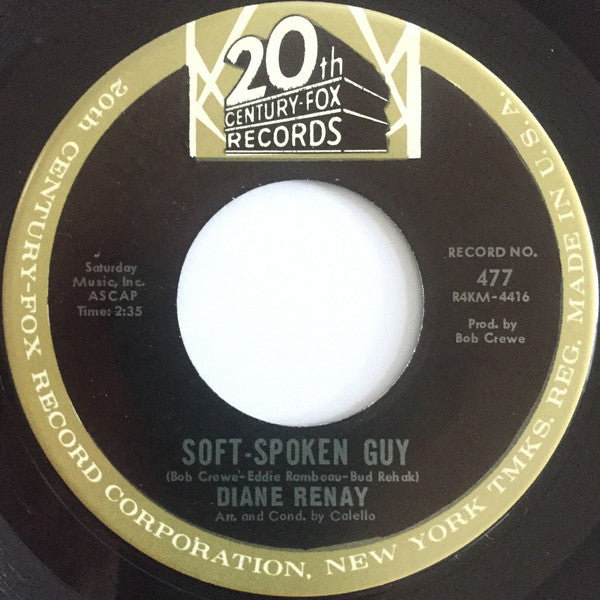 20th
CENTURY-FOX
RECORDS
Saturday
Music, Inc.
ASCAP
Time: 2:35
RECORD NO.
477
R4KM-4416
Prod. by
Bob Crewe
SOFT-SPOKEN GUY
(Bob Crewe-Eddie Rambeau-Bud Rehak)
DIANE RENAY
Arr. and Cond. by Calello
20th CENTURY-FOX RECORD CORPORATION, NEW YORK TMKS. REG. MADE IN U.S.A.